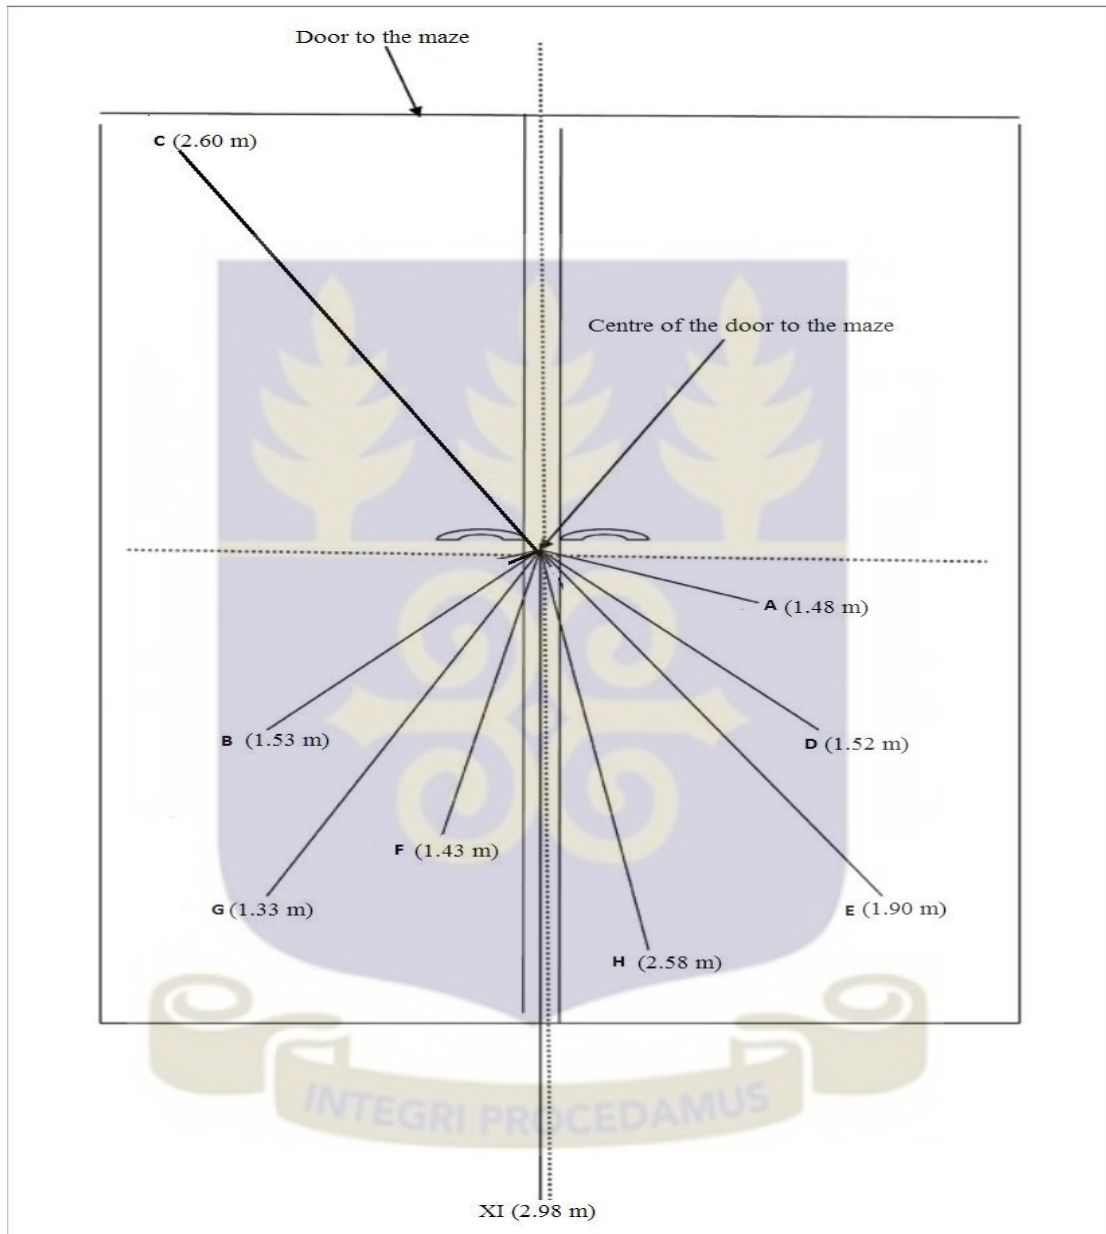 Door to the maze
C (2.60 m)
Centre of the door to the maze
A (1.48 m)
B (1.53 m)
D (1.52 m)
F (1.43 m)
G (1.33 m)
E (1.90 m)
H (2.58 m)
INTEGRI PROCEDAMUS
XI (2.98 m)